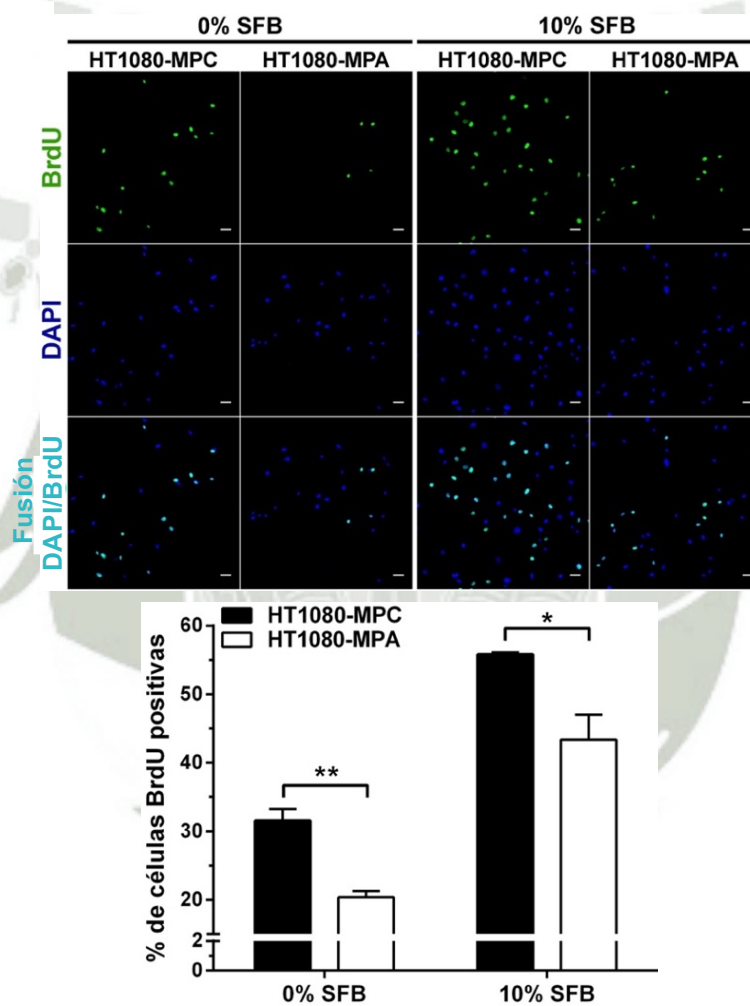 0% SFB
10% SFB
HT1080-MPC
HT1080-MPA
HT1080-MPC
HT1080-MPA
BrdU
DAPI
Fusión
DAPI/BrdU
HT1080-MPC
HT1080-MPA
% de células BrdU positivas
60
50
40
30
20
2
0
**
*
0% SFB
10% SFB